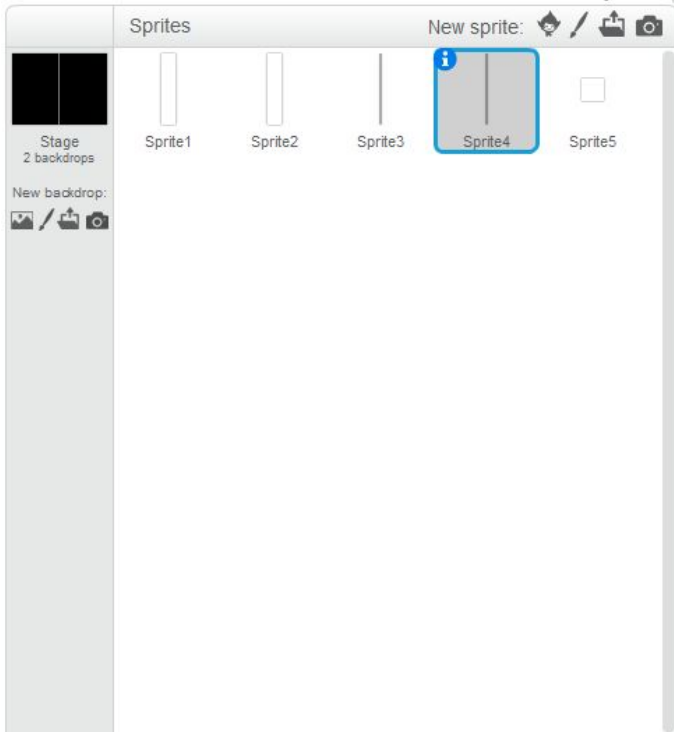 Sprites
New sprite:
Stage
2 backdrops
New backdrop:
Sprite1
Sprite2
Sprite3
Sprite4
Sprite5